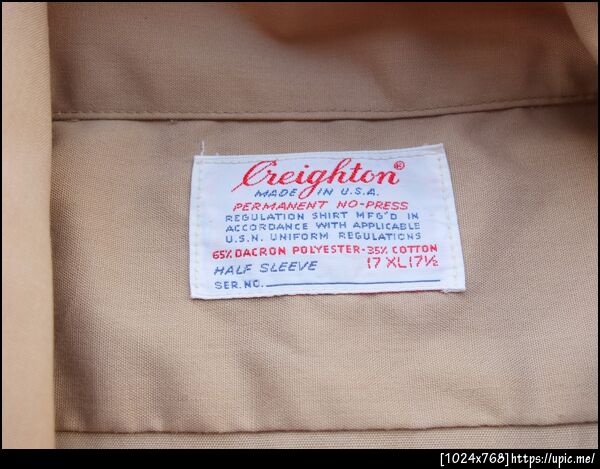 Creighton®
MADE IN U.S.A.
PERMANENT NO-PRESS
REGULATION SHIRT MFG'D IN
ACCORDANCE WITH APPLICABLE
U.S.N. UNIFORM REGULATIONS
65% DACRON POLYESTER-35% COTTON
HALF SLEEVE 17 XL 17½
SER. NO.
[1024x768]https://upic.me/